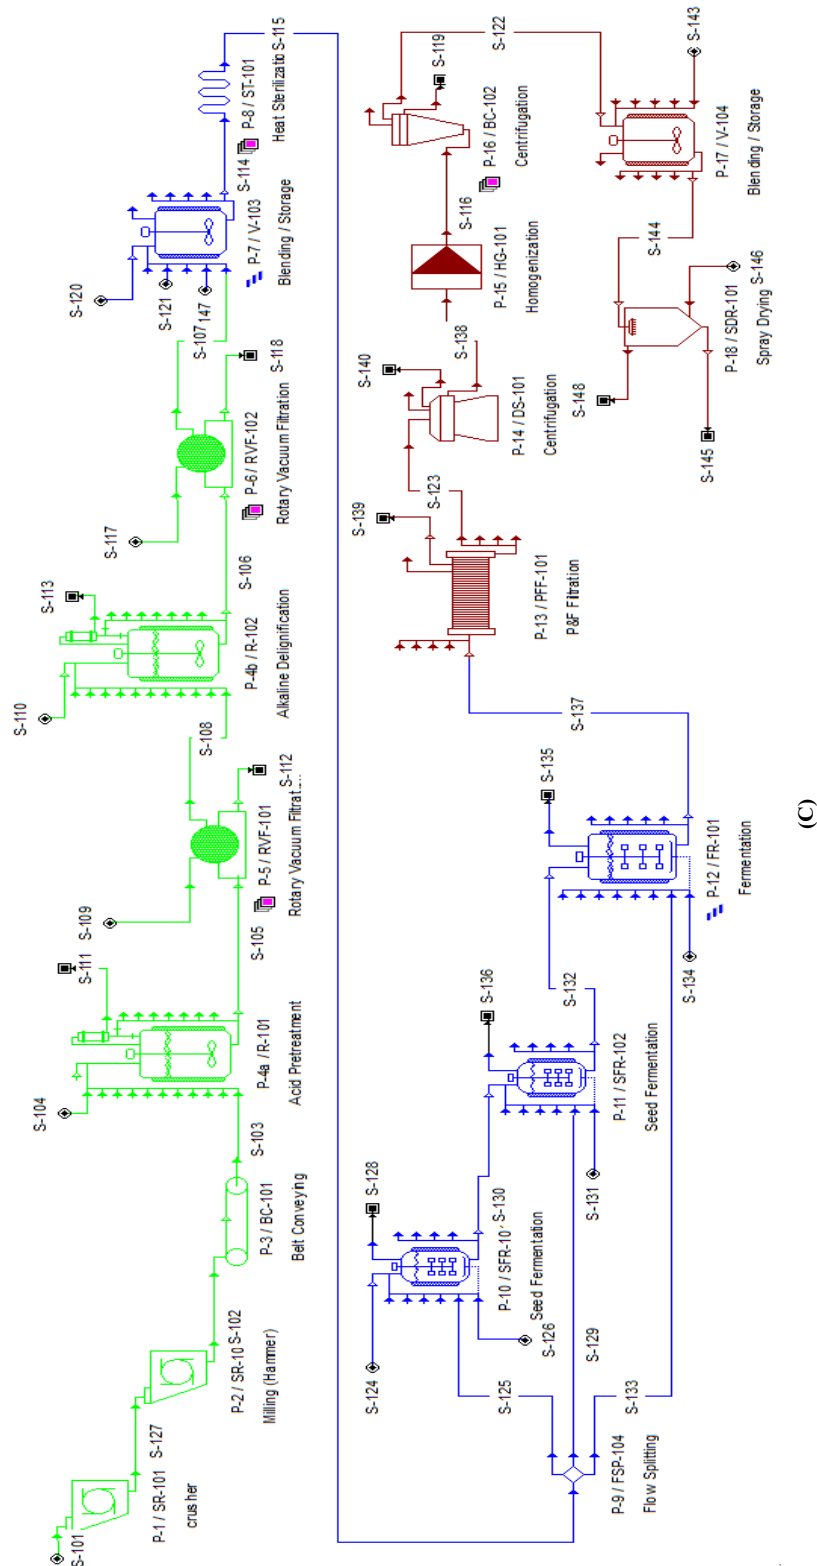 S-101
P-1 / SR-101
crusher
S-127
P-2 / SR-10
Milling (Hammer)
S-102
P-3 / BC-101
Belt Conveying
S-103
S-104
P-4a / R-101
Acid Pretreatment
S-111
S-105
S-109
P-5 / RVF-101
Rotary Vacuum Filtrat...
S-112
S-108
S-110
P-4b / R-102
Alkaline Delignification
S-113
S-106
S-117
P-6 / RVF-102
Rotary Vacuum Filtration
S-118
S-107
147
S-121
S-120
P-7 / V-103
Blending / Storage
S-114
P-8 / ST-101
Heat Sterilizatio
S-115
P-9 / FSP-104
Flow Splitting
S-133
S-129
S-125
S-124
S-126
P-10 / SFR-10
Seed Fermentation
S-128
S-130
S-131
P-11 / SFR-102
Seed Fermentation
S-136
S-132
S-134
P-12 / FR-101
Fermentation
S-135
S-137
P-13 / PFF-101
P&F Filtration
S-139
S-123
P-14 / DS-101
Centrifugation
S-140
S-138
P-15 / HG-101
Homogenization
S-116
P-16 / BC-102
Centrifugation
S-119
S-122
P-17 / V-104
Blending / Storage
S-143
S-144
P-18 / SDR-101
Spray Drying
S-146
S-148
S-145
(C)